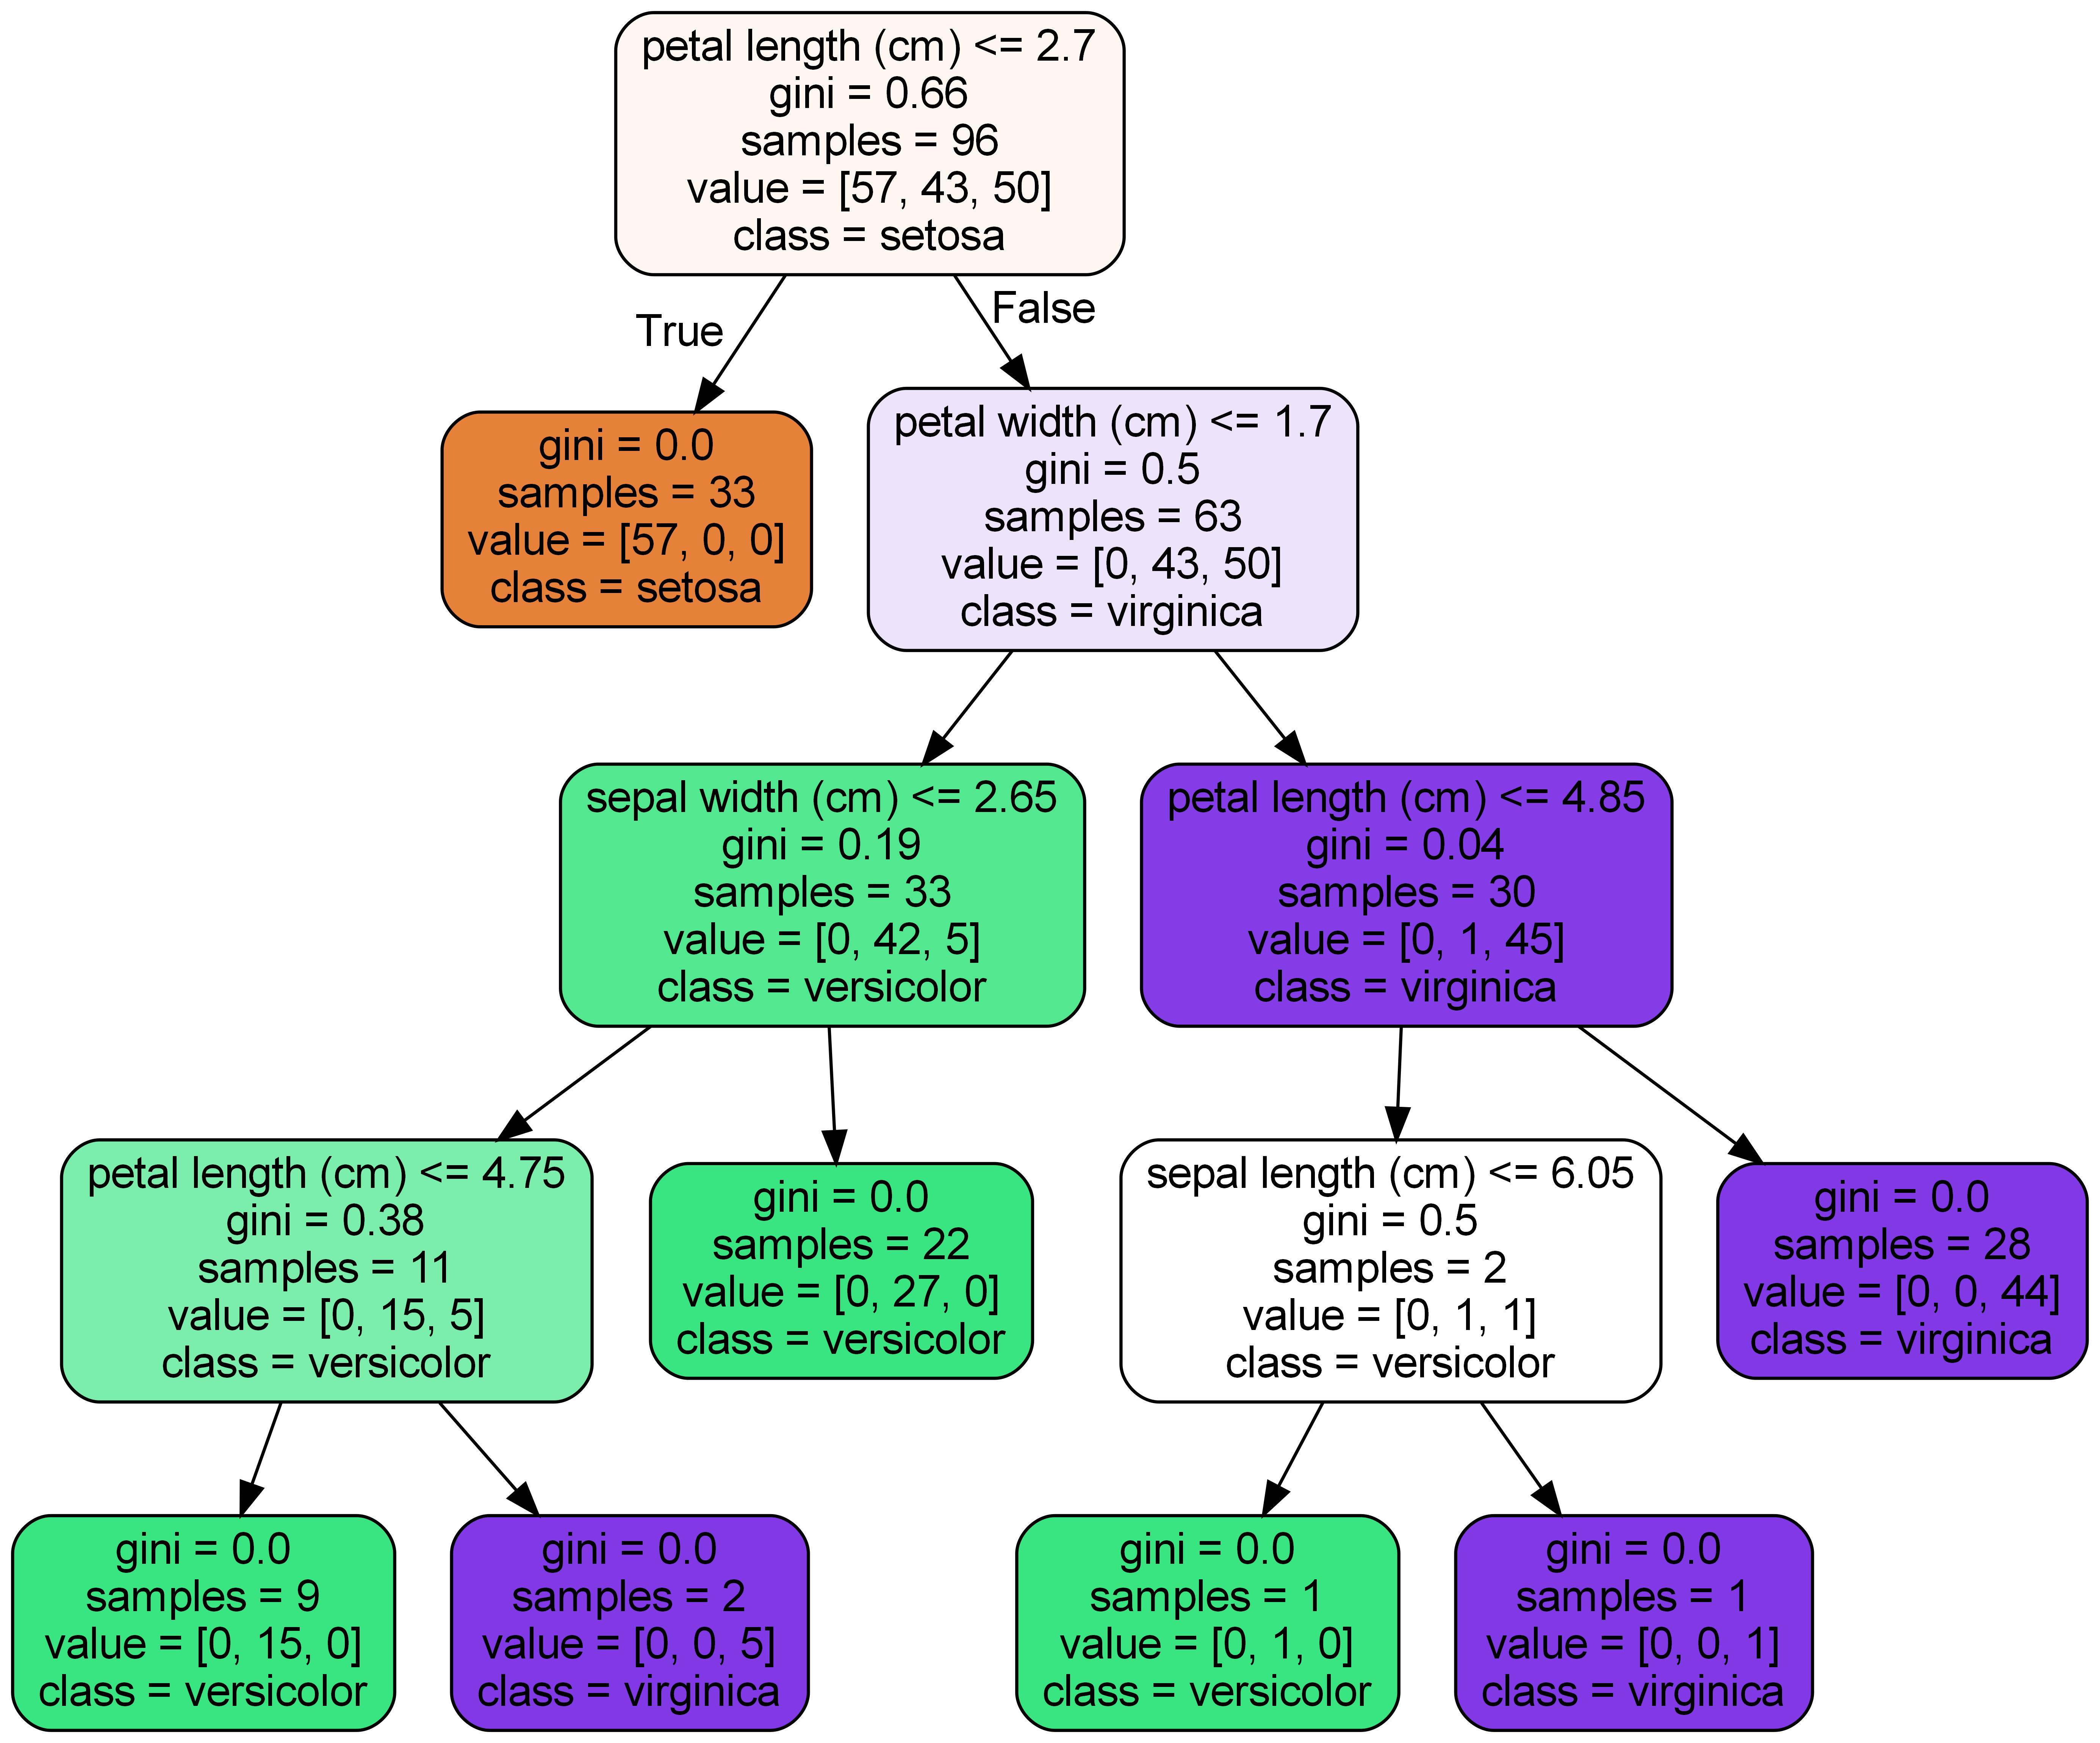 petal length (cm) <= 2.7
gini = 0.66
samples = 96
value = [57, 43, 50]
class = setosa
True
False
gini = 0.0
samples = 33
value = [57, 0, 0]
class = setosa
petal width (cm) <= 1.7
gini = 0.5
samples = 63
value = [0, 43, 50]
class = virginica
sepal width (cm) <= 2.65
gini = 0.19
samples = 33
value = [0, 42, 5]
class = versicolor
petal length (cm) <= 4.85
gini = 0.04
samples = 30
value = [0, 1, 45]
class = virginica
petal length (cm) <= 4.75
gini = 0.38
samples = 11
value = [0, 15, 5]
class = versicolor
gini = 0.0
samples = 22
value = [0, 27, 0]
class = versicolor
sepal length (cm) <= 6.05
gini = 0.5
samples = 2
value = [0, 1, 1]
class = versicolor
gini = 0.0
samples = 28
value = [0, 0, 44]
class = virginica
gini = 0.0
samples = 9
value = [0, 15, 0]
class = versicolor
gini = 0.0
samples = 2
value = [0, 0, 5]
class = virginica
gini = 0.0
samples = 1
value = [0, 1, 0]
class = versicolor
gini = 0.0
samples = 1
value = [0, 0, 1]
class = virginica